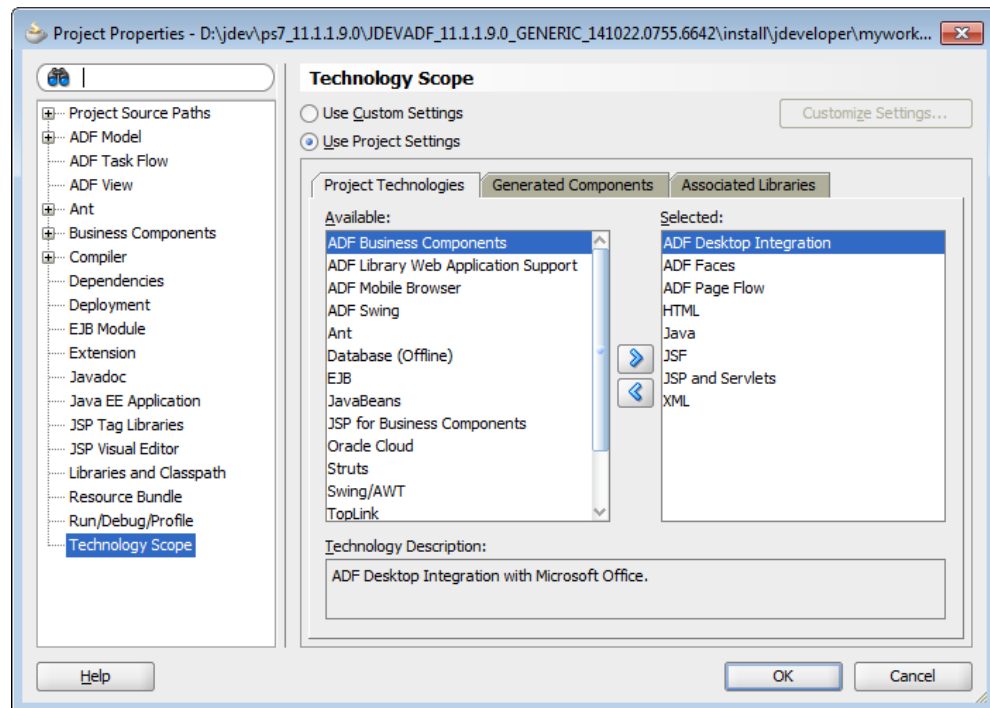 Project Properties - D:\jdev\ps7_11.1.1.9.0\JDEVADF_11.1.1.9.0_GENERIC_141022.0755.6642\install\jdeveloper\mywork...
Project Source Paths
ADF Model
ADF Task Flow
ADF View
Ant
Business Components
Compiler
Dependencies
Deployment
EJB Module
Extension
Javadoc
Java EE Application
JSP Tag Libraries
JSP Visual Editor
Libraries and Classpath
Resource Bundle
Run/Debug/Profile
Technology Scope
Technology Scope
Use Custom Settings
Customize Settings...
Use Project Settings
Project Technologies
Generated Components
Associated Libraries
Available:
ADF Business Components
ADF Library Web Application Support
ADF Mobile Browser
ADF Swing
Ant
Database (Offline)
EJB
JavaBeans
JSP for Business Components
Oracle Cloud
Struts
Swing/AWT
TopLink
Selected:
ADF Desktop Integration
ADF Faces
ADF Page Flow
HTML
Java
JSF
JSP and Servlets
XML
Technology Description:
ADF Desktop Integration with Microsoft Office.
Help
OK
Cancel